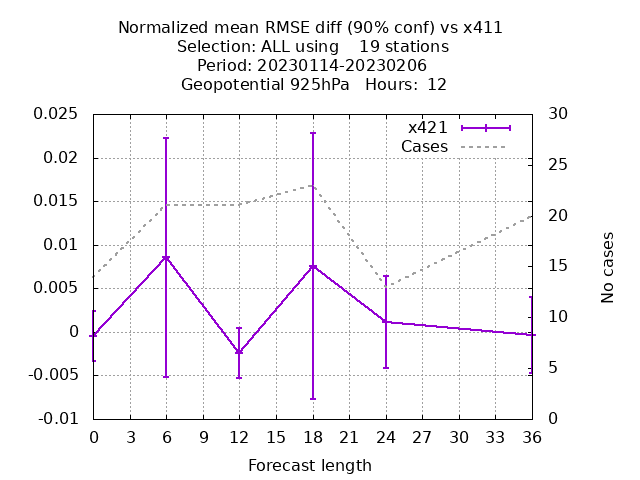 Normalized mean RMSE diff (90% conf) vs x411
Selection: ALL using    19 stations
Period: 20230114-20230206
Geopotential 925hPa   Hours:  12
x421
Cases
0.025
0.02
0.015
0.01
0.005
0
-0.005
-0.01
30
25
20
15
10
5
0
No cases
0 3 6 9 12 15 18 21 24 27 30 33 36
Forecast length